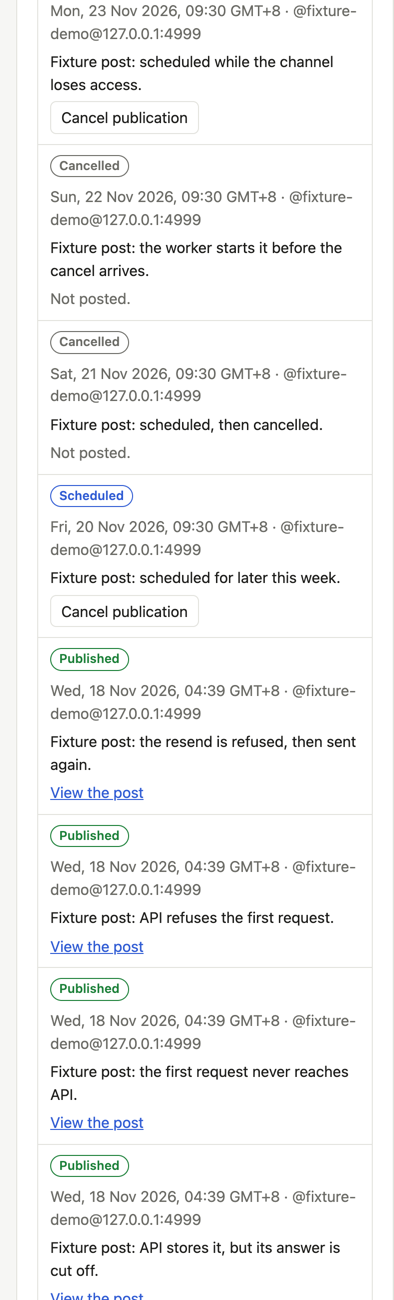 Mon, 23 Nov 2026, 09:30 GMT+8 · @fixture-
demo@127.0.0.1:4999
Fixture post: scheduled while the channel
loses access.
Cancel publication
Cancelled
Sun, 22 Nov 2026, 09:30 GMT+8 · @fixture-
demo@127.0.0.1:4999
Fixture post: the worker starts it before the
cancel arrives.
Not posted.
Cancelled
Sat, 21 Nov 2026, 09:30 GMT+8 · @fixture-
demo@127.0.0.1:4999
Fixture post: scheduled, then cancelled.
Not posted.
Scheduled
Fri, 20 Nov 2026, 09:30 GMT+8 · @fixture-
demo@127.0.0.1:4999
Fixture post: scheduled for later this week.
Cancel publication
Published
Wed, 18 Nov 2026, 04:39 GMT+8 · @fixture-
demo@127.0.0.1:4999
Fixture post: the resend is refused, then sent
again.
View the post
Published
Wed, 18 Nov 2026, 04:39 GMT+8 · @fixture-
demo@127.0.0.1:4999
Fixture post: API refuses the first request.
View the post
Published
Wed, 18 Nov 2026, 04:39 GMT+8 · @fixture-
demo@127.0.0.1:4999
Fixture post: the first request never reaches
API.
View the post
Published
Wed, 18 Nov 2026, 04:39 GMT+8 · @fixture-
demo@127.0.0.1:4999
Fixture post: API stores it, but its answer is
cut off.
View the post